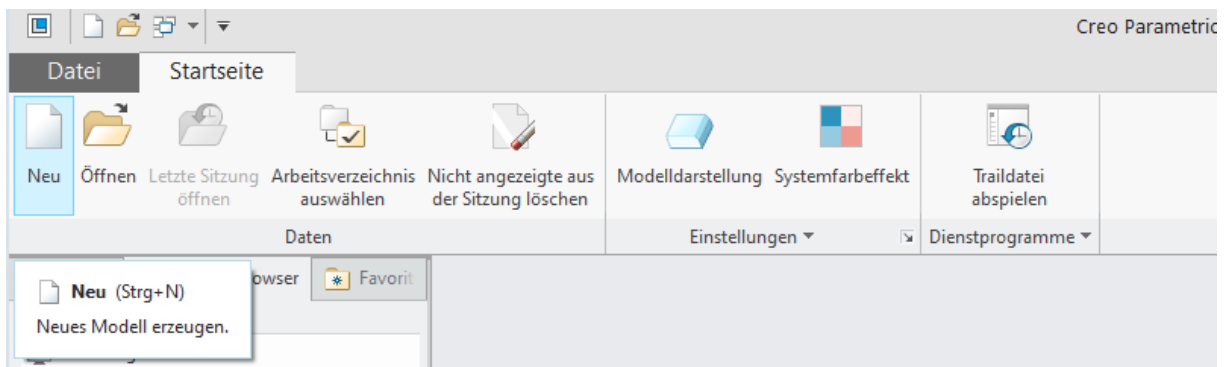 Creo Parametric
Datei Startseite
Neu Öffnen Letzte Sitzung öffnen Arbeitsverzeichnis auswählen Nicht angezeigte aus der Sitzung löschen Modelldarstellung Systemfarbeffekt Traildatei abspielen
Daten Einstellungen Dienstprogramme
Favorit
Neu (Strg+N)
Neues Modell erzeugen.